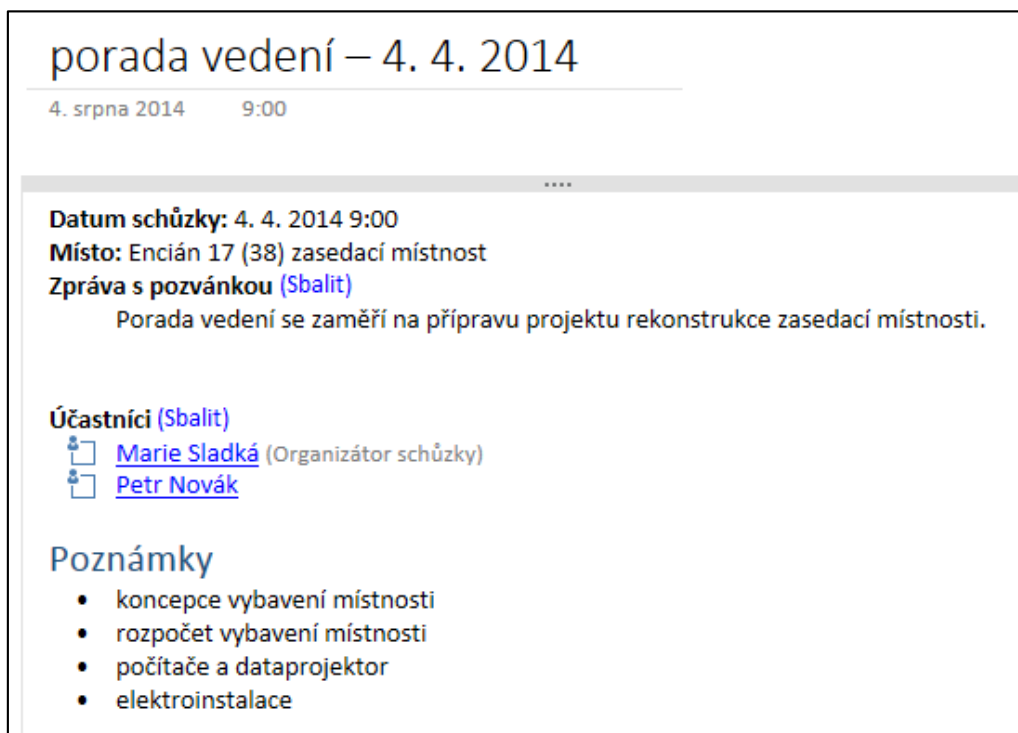 porada vedení – 4. 4. 2014
4. srpna 2014 9:00
Datum schůzky: 4. 4. 2014 9:00
Místo: Encián 17 (38) zasedací místnost
Zpráva s pozvánkou (Sbalit)
Porada vedení se zaměří na přípravu projektu rekonstrukce zasedací místnosti.
Účastníci (Sbalit)
Marie Sladká (Organizátor schůzky)
Petr Novák
Poznámky
• koncepce vybavení místnosti
• rozpočet vybavení místnosti
• počítače a dataprojektor
• elektroinstalace